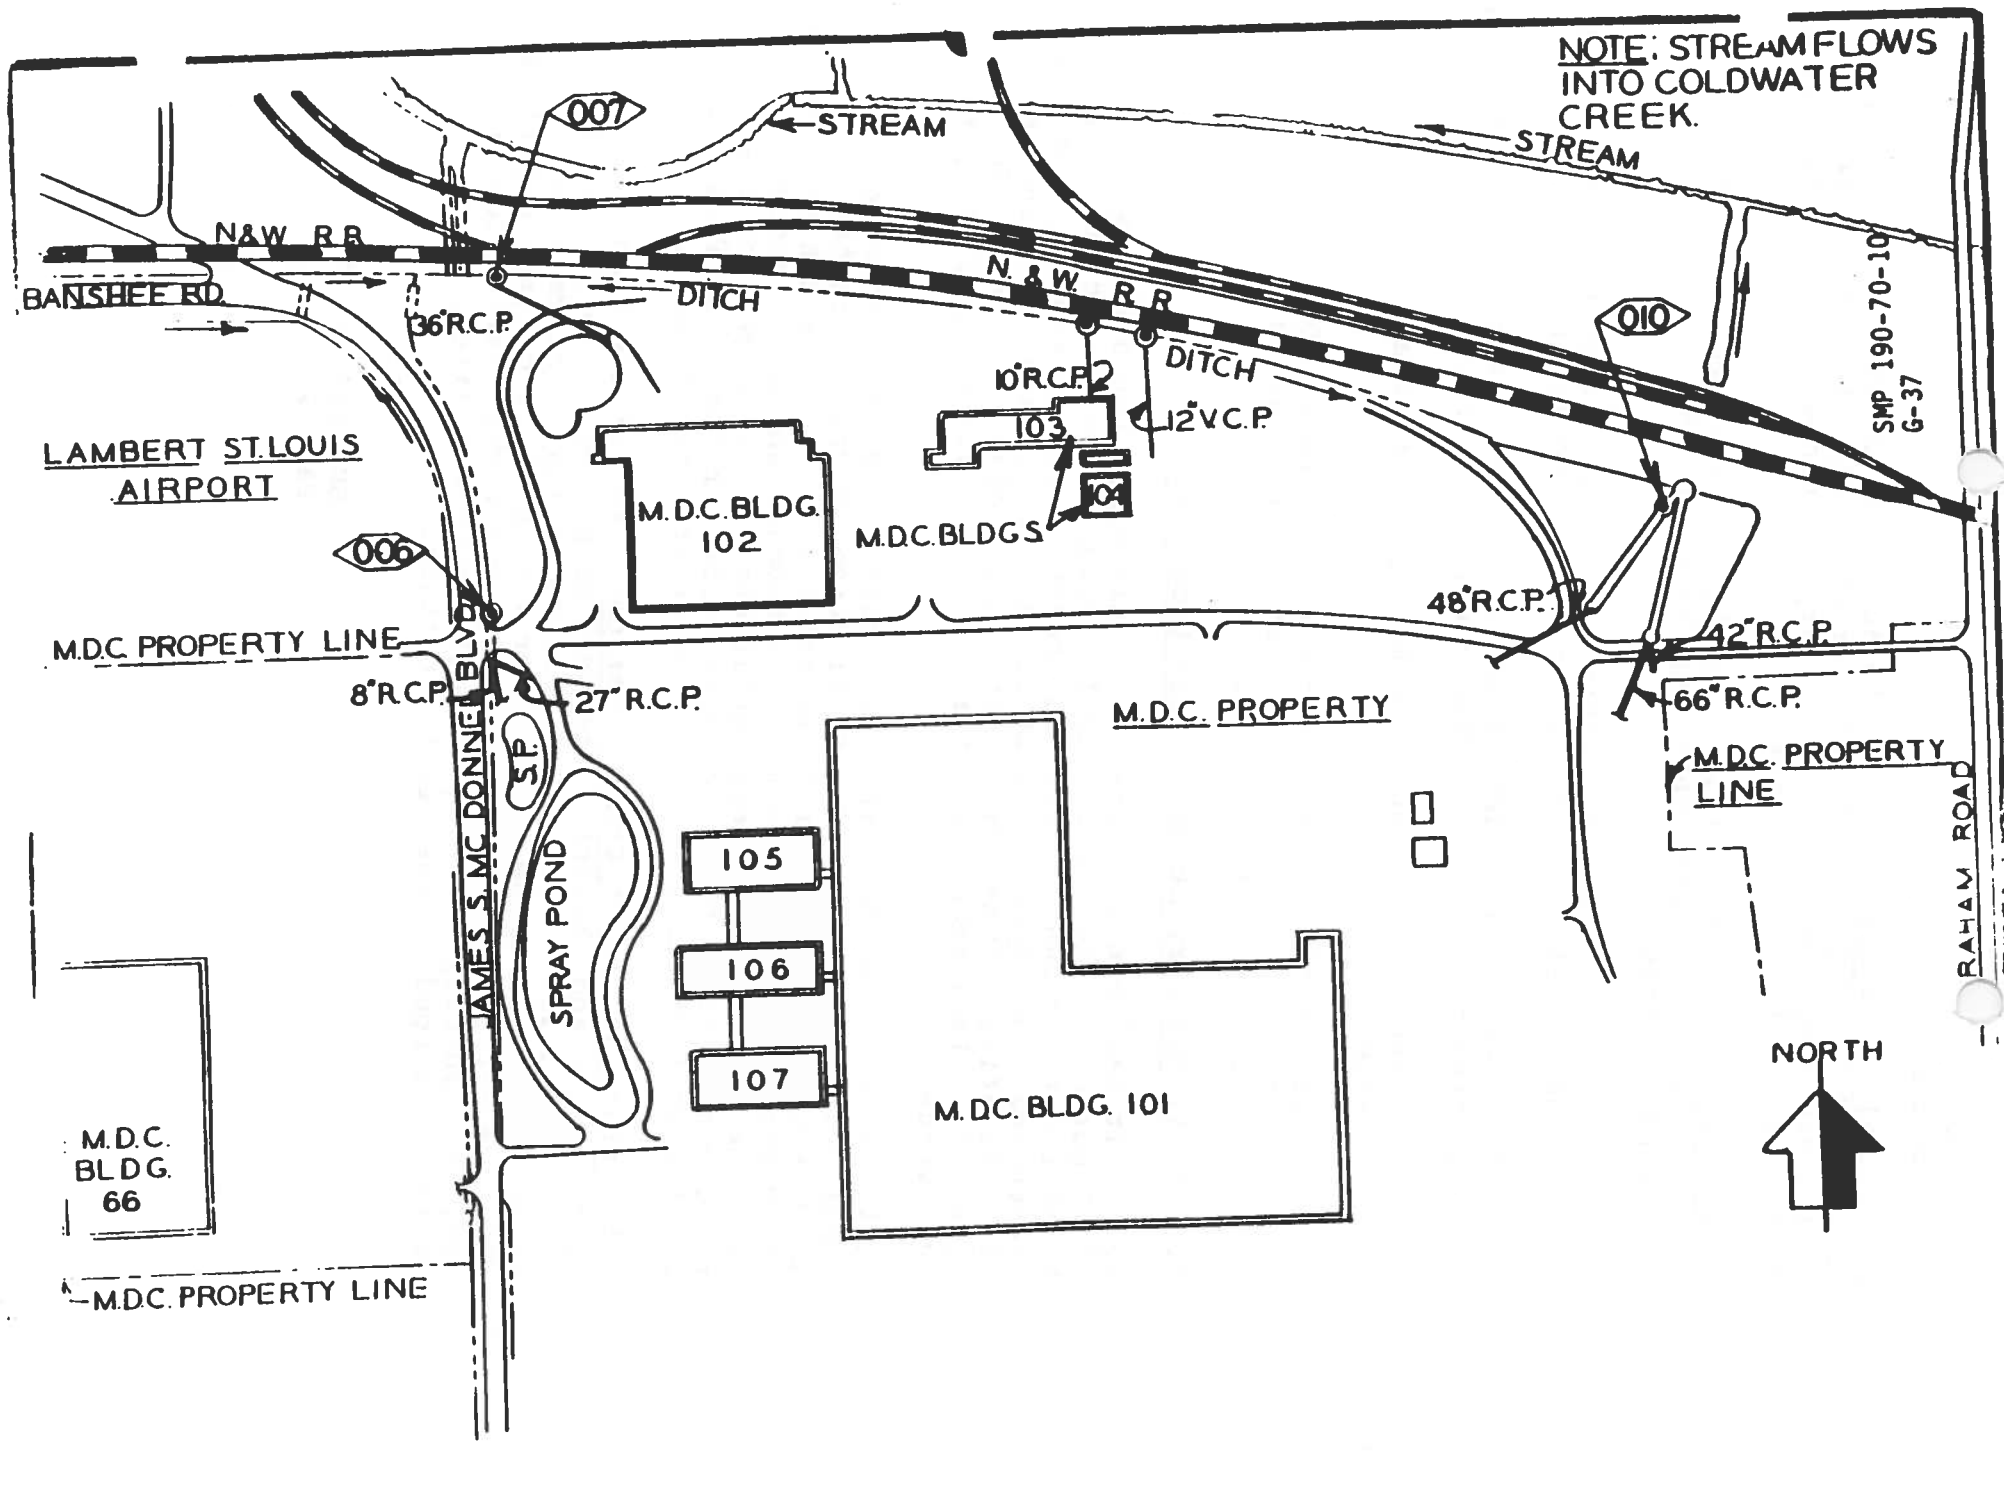 NOTE: STREAM FLOWS
INTO COLDWATER
CREEK.
007
STREAM
STREAM
N&W R R
BANSHEE RD.
36"R.C.P.
DITCH
N. & W. R. R
010
SMP 190-70-10
G-37
10"R.C.P.
DITCH
12"V.C.P.
103
104
LAMBERT ST. LOUIS
AIRPORT
M.D.C. BLDG.
102
M.D.C. BLDGS
006
48"R.C.P.
M.D.C. PROPERTY LINE
42"R.C.P.
8"R.C.P.
27"R.C.P.
66"R.C.P.
M.D.C. PROPERTY
M.D.C. PROPERTY
LINE
S.P.
JAMES S. MC DONNELL BLVD
SPRAY POND
105
106
107
RAHAM ROAD
M.D.C. BLDG. 101
NORTH
M.D.C.
BLDG.
66
M.D.C. PROPERTY LINE